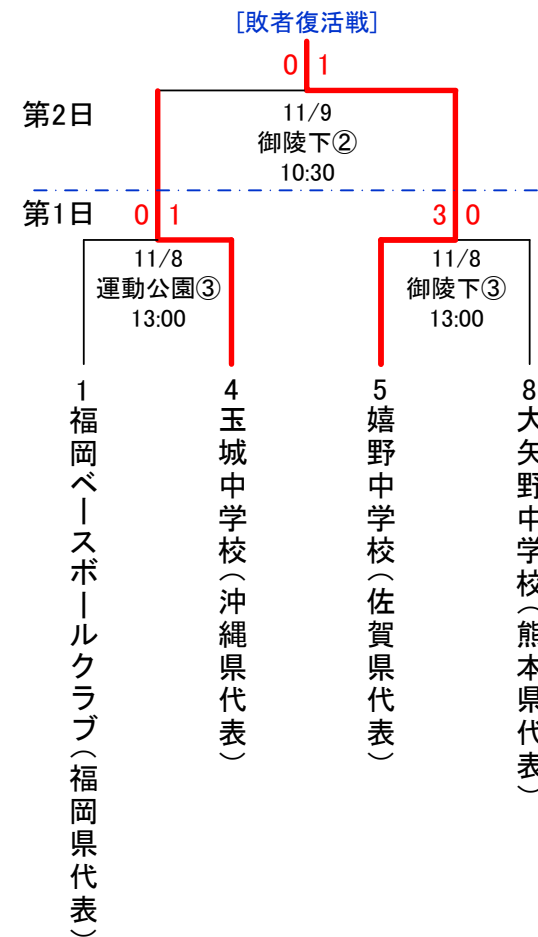 [敗者復活戦]
0 1
第2日
11/9
御陵下②
10:30
第1日
0 1
3 0
11/8
運動公園③
13:00
11/8
御陵下③
13:00
1
福岡ベースボールクラブ(福岡県代表)
4
玉城中学校(沖縄県代表)
5
嬉野中学校(佐賀県代表)
8
大矢野中学校(熊本県代表)